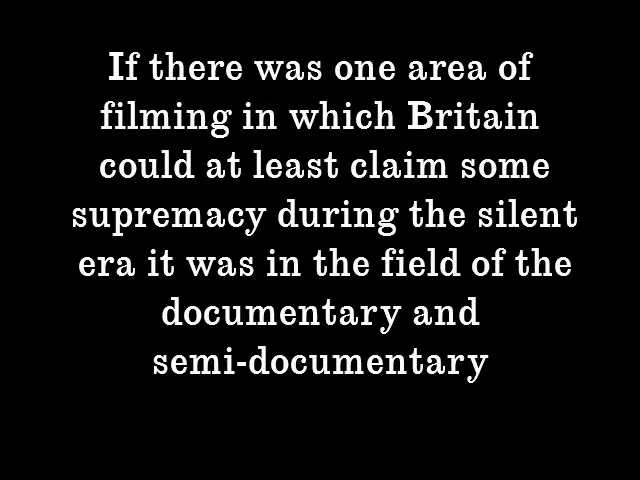 If there was one area of
filming in which Britain
could at least claim some
supremacy during the silent
era it was in the field of the
documentary and
semi-documentary